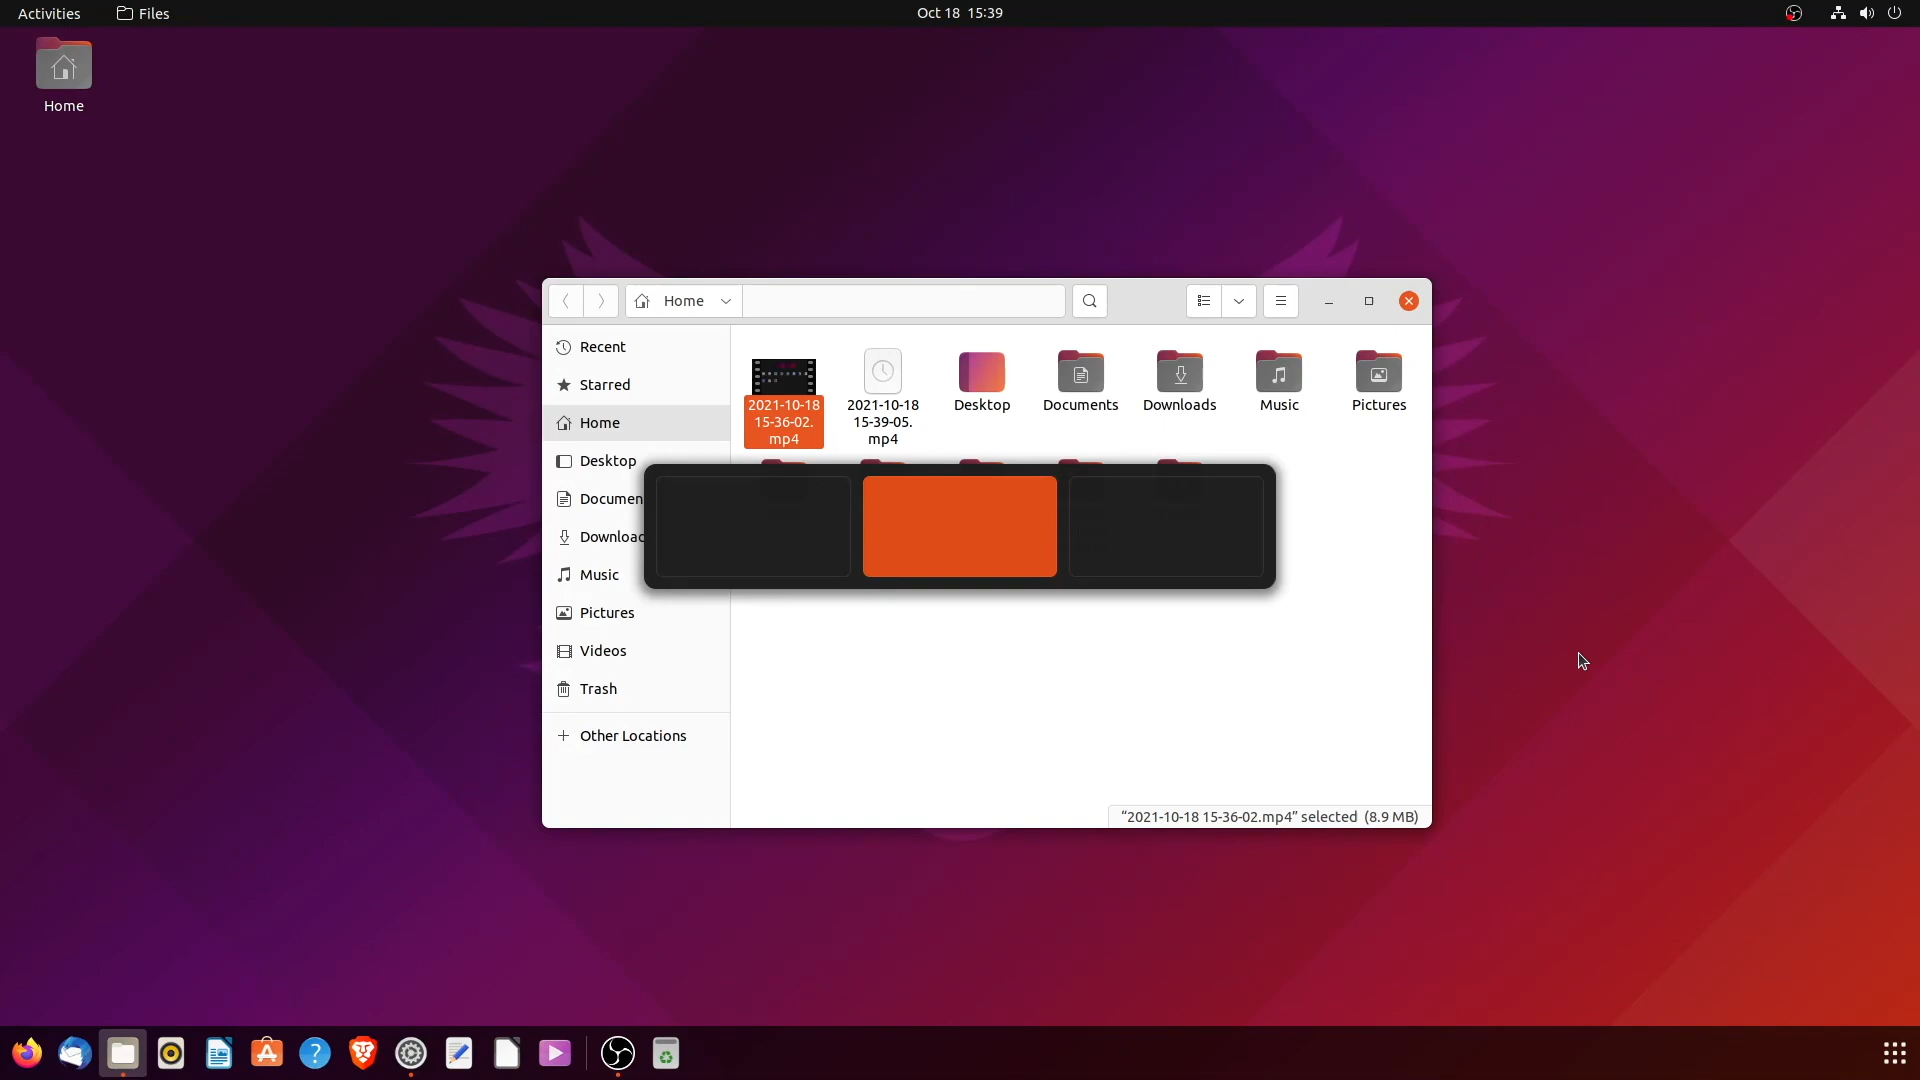 Activities
Files
Oct 18 15:39
Home
Home
Recent
Starred
Home
Desktop
Documen
Downloac
Music
Pictures
Videos
Trash
Other Locations
2021-10-18
15-36-02.
mp4
2021-10-18
15-39-05.
mp4
Desktop
Documents
Downloads
Music
Pictures
“2021-10-18 15-36-02.mp4” selected (8.9 MB)